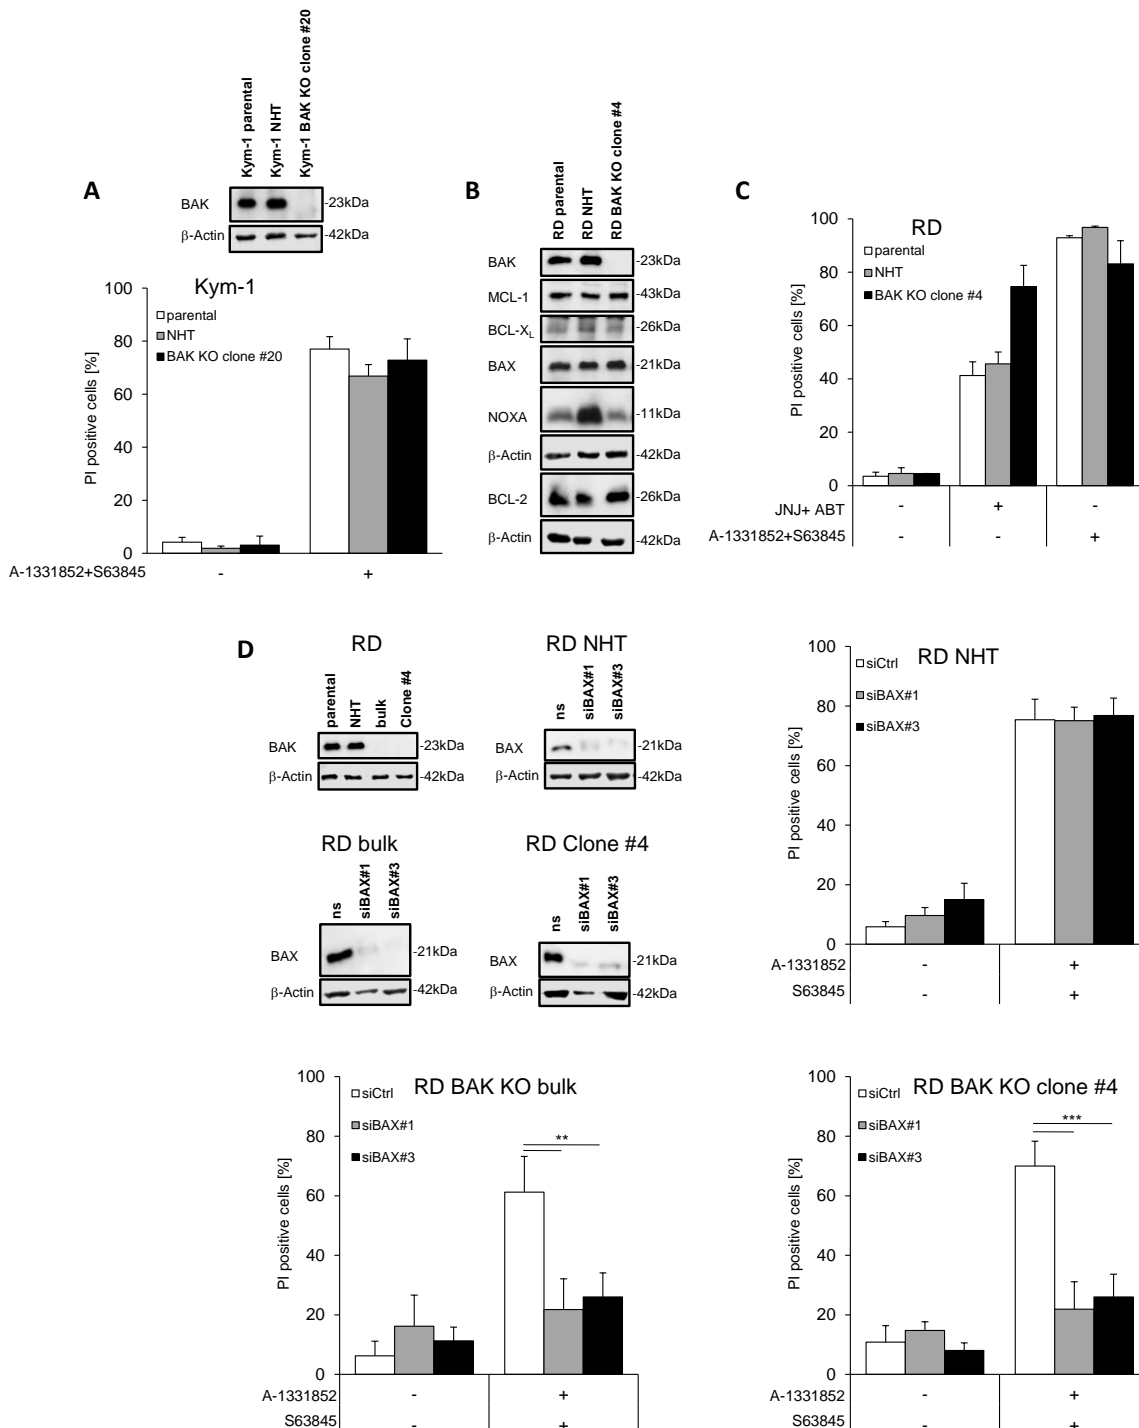 A
Kym-1 parental
Kym-1 NHT
Kym-1 BAK KO clone #20
BAK
-23kDa
β-Actin
-42kDa
Kym-1
parental
NHT
BAK KO clone #20
PI positive cells [%]
100
80
60
40
20
0
A-1331852+S63845
-
+
B
RD parental
RD NHT
RD BAK KO clone #4
BAK
-23kDa
MCL-1
-43kDa
BCL-XL
-26kDa
BAX
-21kDa
NOXA
-11kDa
β-Actin
-42kDa
BCL-2
-26kDa
β-Actin
-42kDa
C
RD
parental
NHT
BAK KO clone #4
PI positive cells [%]
100
80
60
40
20
0
JNJ+ ABT
-
+
-
A-1331852+S63845
-
-
+
D
RD
parental
NHT
bulk
Clone #4
BAK
-23kDa
β-Actin
-42kDa
RD NHT
ns
siBAX#1
siBAX#3
BAX
-21kDa
β-Actin
-42kDa
RD bulk
ns
siBAX#1
siBAX#3
BAX
-21kDa
β-Actin
-42kDa
RD Clone #4
ns
siBAX#1
siBAX#3
BAX
-21kDa
β-Actin
-42kDa
RD NHT
siCtrl
siBAX#1
siBAX#3
PI positive cells [%]
100
80
60
40
20
0
A-1331852
-
+
S63845
-
+
RD BAK KO bulk
siCtrl
siBAX#1
siBAX#3
**
PI positive cells [%]
100
80
60
40
20
0
A-1331852
-
+
S63845
-
+
RD BAK KO clone #4
siCtrl
siBAX#1
siBAX#3
***
PI positive cells [%]
100
80
60
40
20
0
A-1331852
-
+
S63845
-
+